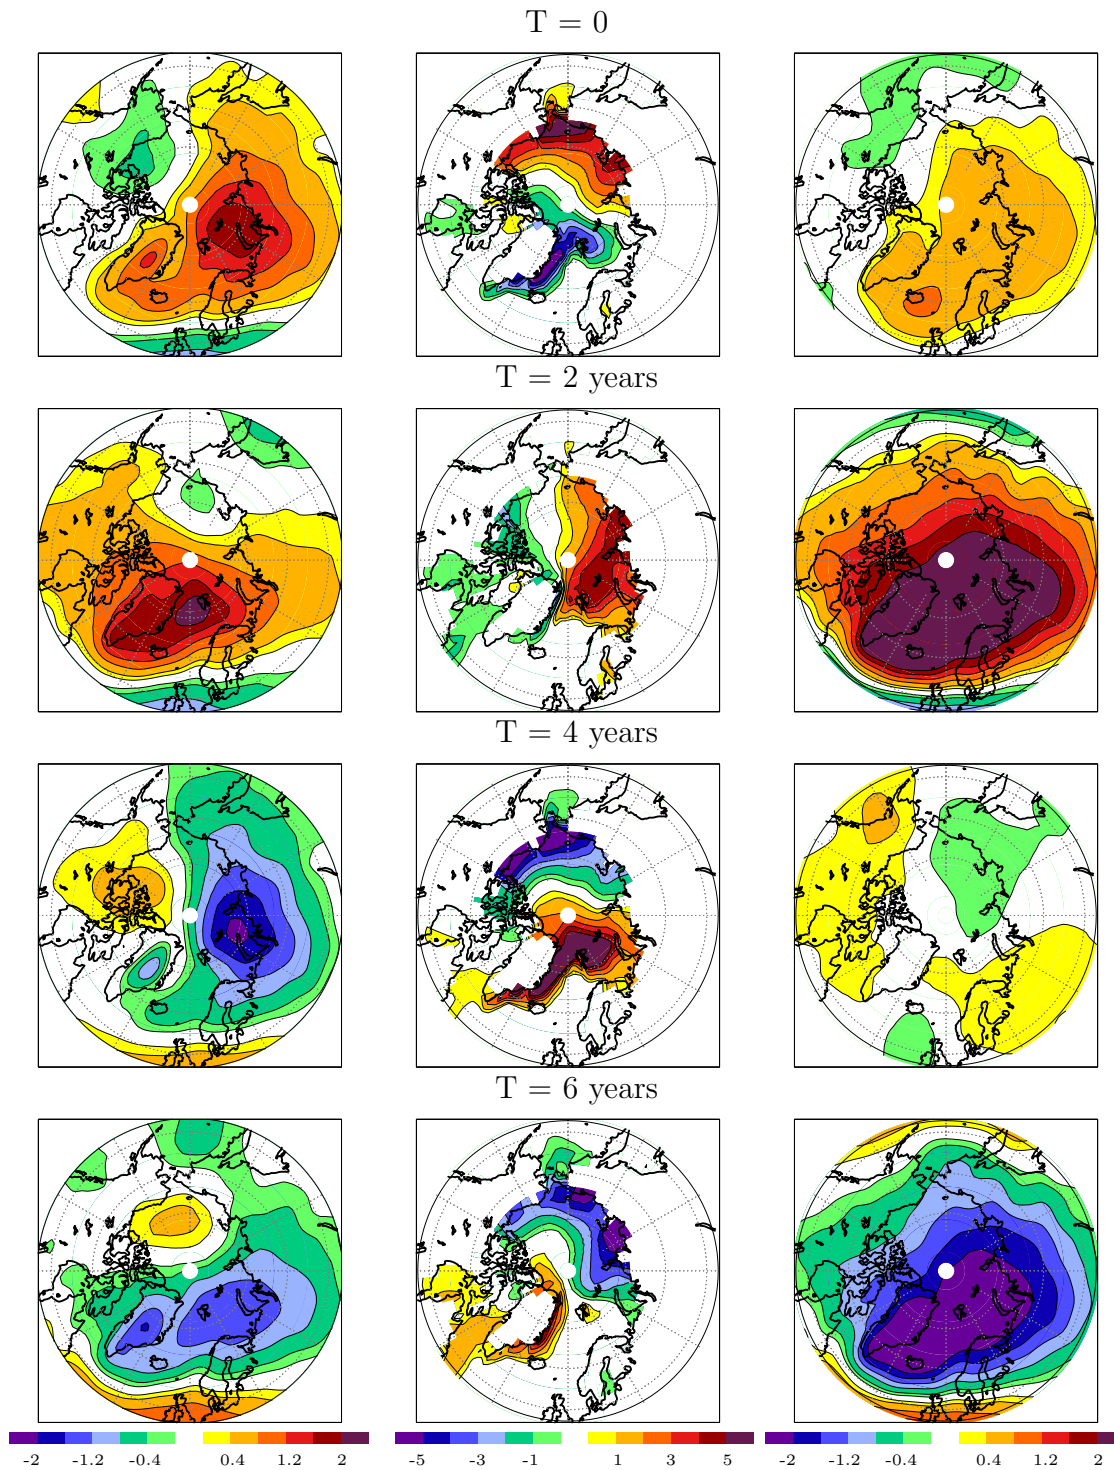 T = 0
T = 2 years
T = 4 years
T = 6 years
-2 -1.2 -0.4 0.4 1.2 2 -5 -3 -1 1 3 5 -2 -1.2 -0.4 0.4 1.2 2